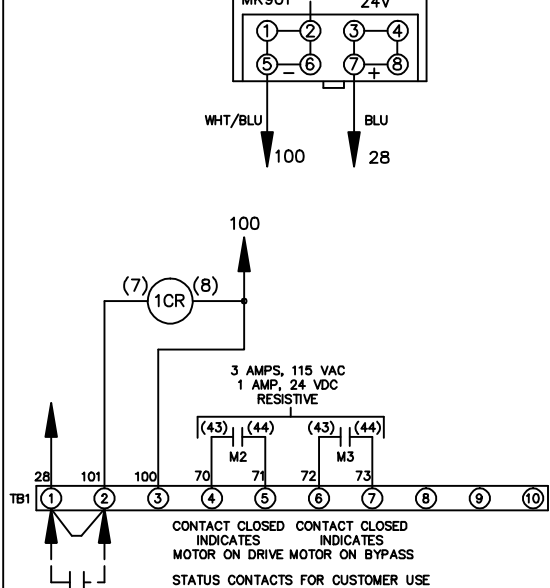 24V
1 2 3 4
5 - 6 7 + 8
WHT/BLU BLU
100 28
100
(7) 1CR (8)
3 AMPS, 115 VAC
1 AMP, 24 VDC
RESISTIVE
(43) (44) (43) (44)
M2 M3
28 101 100 70 71 72 73
TB1 1 2 3 4 5 6 7 8 9 10
CONTACT CLOSED CONTACT CLOSED
INDICATES INDICATES
MOTOR ON DRIVE MOTOR ON BYPASS
STATUS CONTACTS FOR CUSTOMER USE